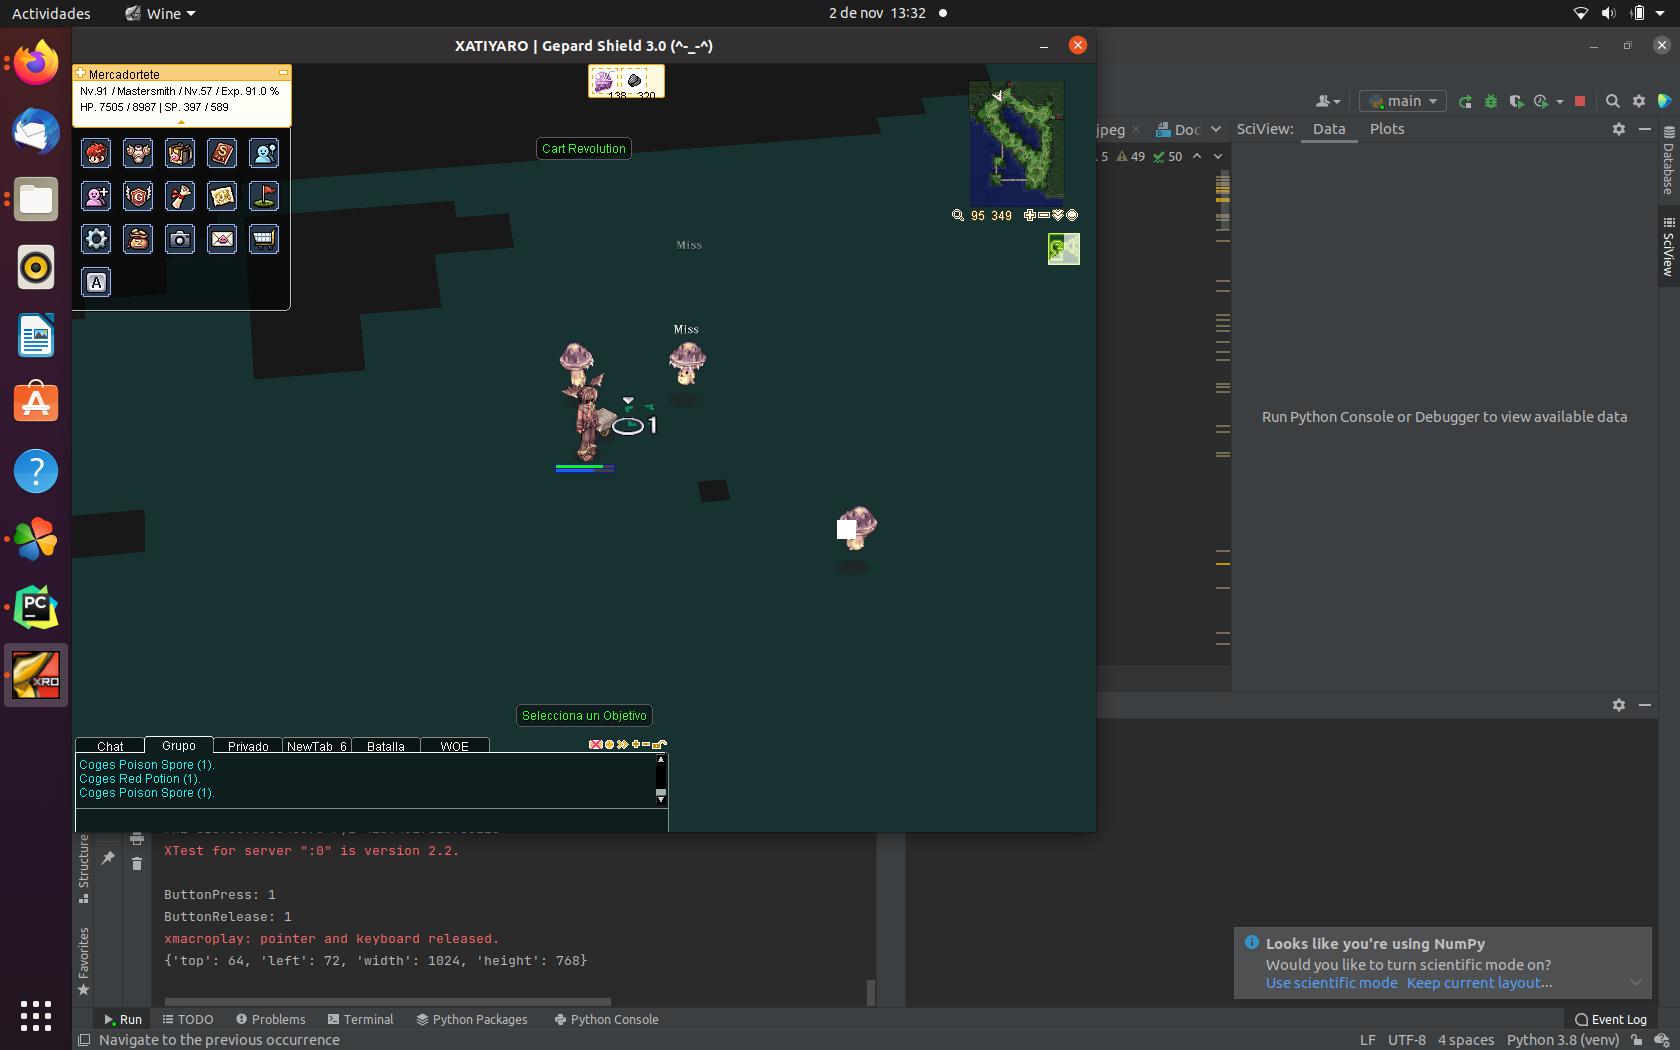 Actividades
Wine
2 de nov 13:32
XATIYARO | Gepard Shield 3.0 (^-_-^)
Mercadortete
Nv.91 / Mastersmith / Nv.57 / Exp. 91.0 %
HP. 7505 / 8987 | SP. 397 / 589
138 320
Cart Revolution
95 349
Miss
Miss
1
A
Selecciona un Objetivo
Chat
Grupo
Privado
NewTab_6
Batalla
WOE
Coges Poison Spore (1).
Coges Red Potion (1).
Coges Poison Spore (1).
main
jpeg
Doc
5
49
50
SciView:
Data
Plots
Database
SciView
Run Python Console or Debugger to view available data
PC
XRO
Structure
Favorites
XTest for server ":0" is version 2.2.
ButtonPress: 1
ButtonRelease: 1
xmacroplay: pointer and keyboard released.
{'top': 64, 'left': 72, 'width': 1024, 'height': 768}
Looks like you're using NumPy
Would you like to turn scientific mode on?
Use scientific mode Keep current layout...
Run
TODO
Problems
Terminal
Python Packages
Python Console
Event Log
Navigate to the previous occurrence
LF UTF-8 4 spaces Python 3.8 (venv)